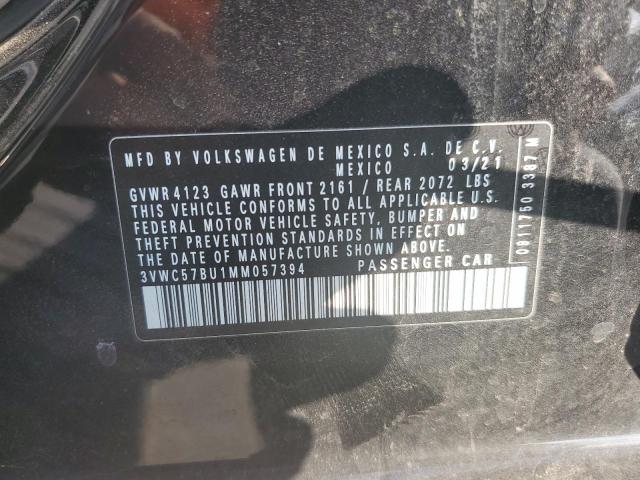 MFD BY VOLKSWAGEN DE MEXICO S.A. DE C.V.
MEXICO 03/21
GVWR 4123 GAWR FRONT 2161 / REAR 2072 LBS
THIS VEHICLE CONFORMS TO ALL APPLICABLE U.S.
FEDERAL MOTOR VEHICLE SAFETY, BUMPER AND
THEFT PREVENTION STANDARDS IN EFFECT ON
THE DATE OF MANUFACTURE SHOWN ABOVE.
3VWC57BU1MM057394 PASSENGER CAR
0911750 3387 M